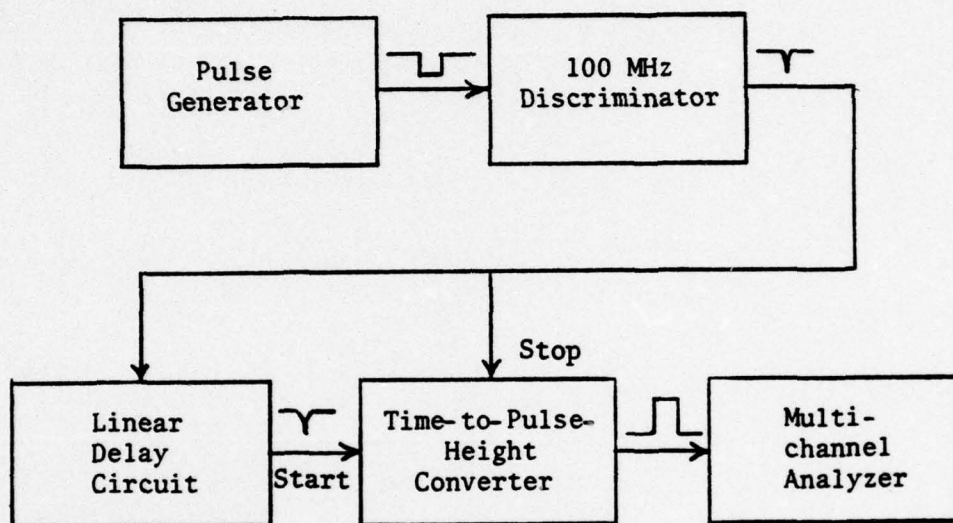 Pulse
Generator
100 MHz
Discriminator
Stop
Linear
Delay
Circuit
Start
Time-to-Pulse-
Height
Converter
Multi-
channel
Analyzer